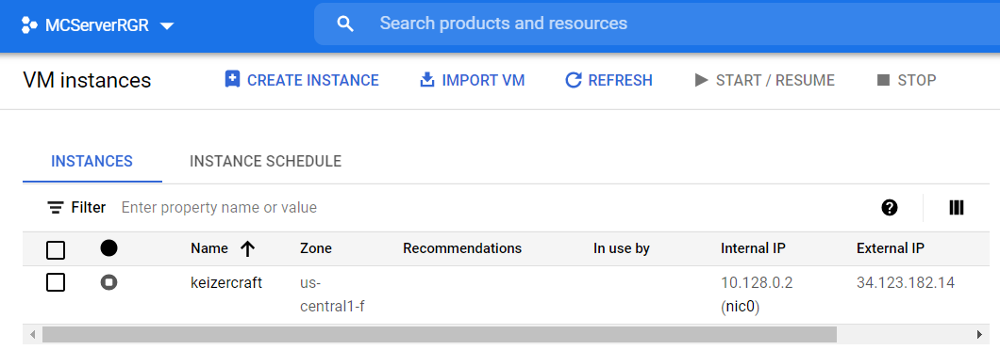 MCServerRGR
Search products and resources
VM instances
CREATE INSTANCE
IMPORT VM
REFRESH
START / RESUME
STOP
INSTANCES
INSTANCE SCHEDULE
Filter
Enter property name or value
Name
Zone
Recommendations
In use by
Internal IP
External IP
keizercraft
us-
central1-f
10.128.0.2
(nic0)
34.123.182.14